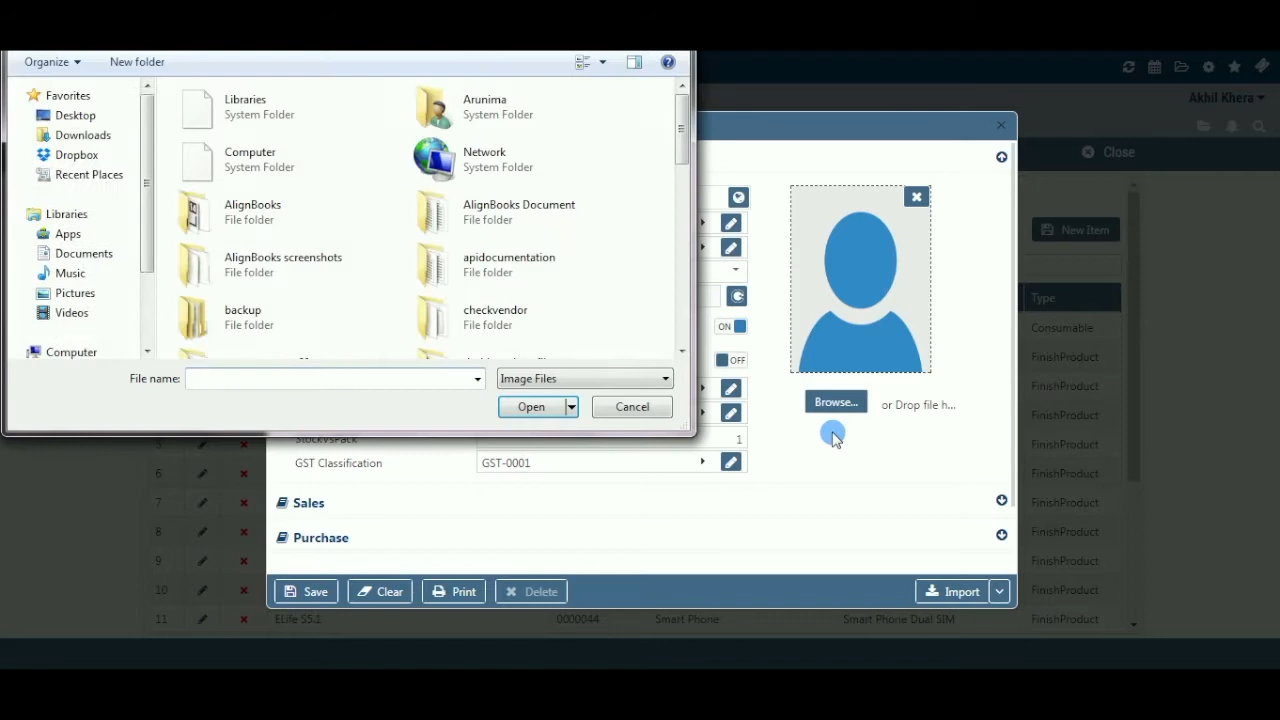 Organize
New folder
Favorites
Desktop
Downloads
Dropbox
Recent Places
Libraries
Apps
Documents
Music
Pictures
Videos
Computer
Libraries
System Folder
Arunima
System Folder
Computer
System Folder
Network
System Folder
AlignBooks
File folder
AlignBooks Document
File folder
AlignBooks screenshots
File folder
apidocumentation
File folder
backup
File folder
checkvendor
File folder
File name:
Image Files
Open
Cancel
Akhil Khera
Close
New Item
Type
Consumable
FinishProduct
FinishProduct
FinishProduct
FinishProduct
FinishProduct
FinishProduct
FinishProduct
FinishProduct
FinishProduct
FinishProduct
ON
OFF
Browse...
or Drop file h...
StockVsPack
1
GST Classification
GST-0001
Sales
Purchase
Save
Clear
Print
Delete
Import
5
6
7
8
9
10
11
ELife S5.1
0000044
Smart Phone
Smart Phone Dual SIM